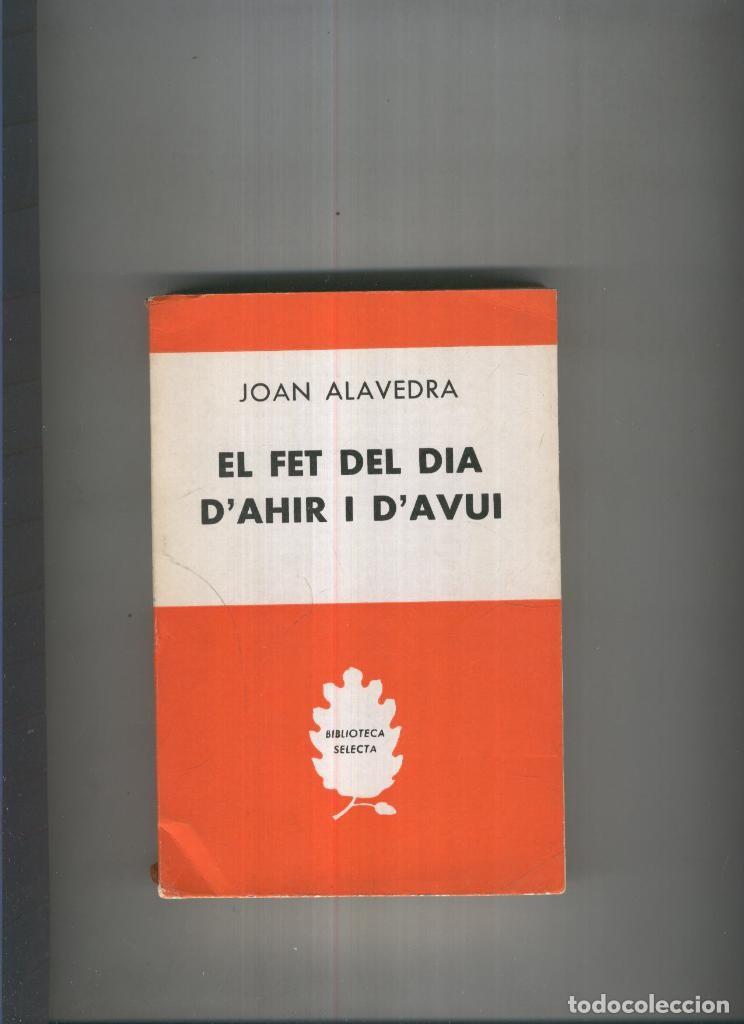 JOAN ALAVEDRA
EL FET DEL DIA
D'AHIR I D'AVUI
BIBLIOTECA
SELECTA
todocoleccion